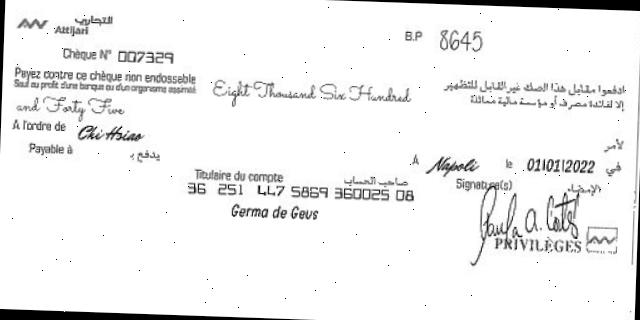 التجاري
Attijari
B.P 8645
Chèque N° 007329
Payez contre ce chèque non endossable
Sauf au profit d'une banque ou d'un organisme assimilé
Eight Thousand Six Hundred
ادفعوا مقابل هذا الصك غير القابل للتظهير
إلا لفائدة مصرف أو مؤسسة مالية مماثلة
and Forty Five
A l'ordre de Chi Hsiao
لأمر
Payable à يدفع بـ
A Napoli le 01/01/2022 في
Titulaire du compte صاحب الحساب
Signature(s) الإمضاء
36 251 447 5869 360025 08
Germa de Geus
Paula A. Cortés
PRIVILÈGES